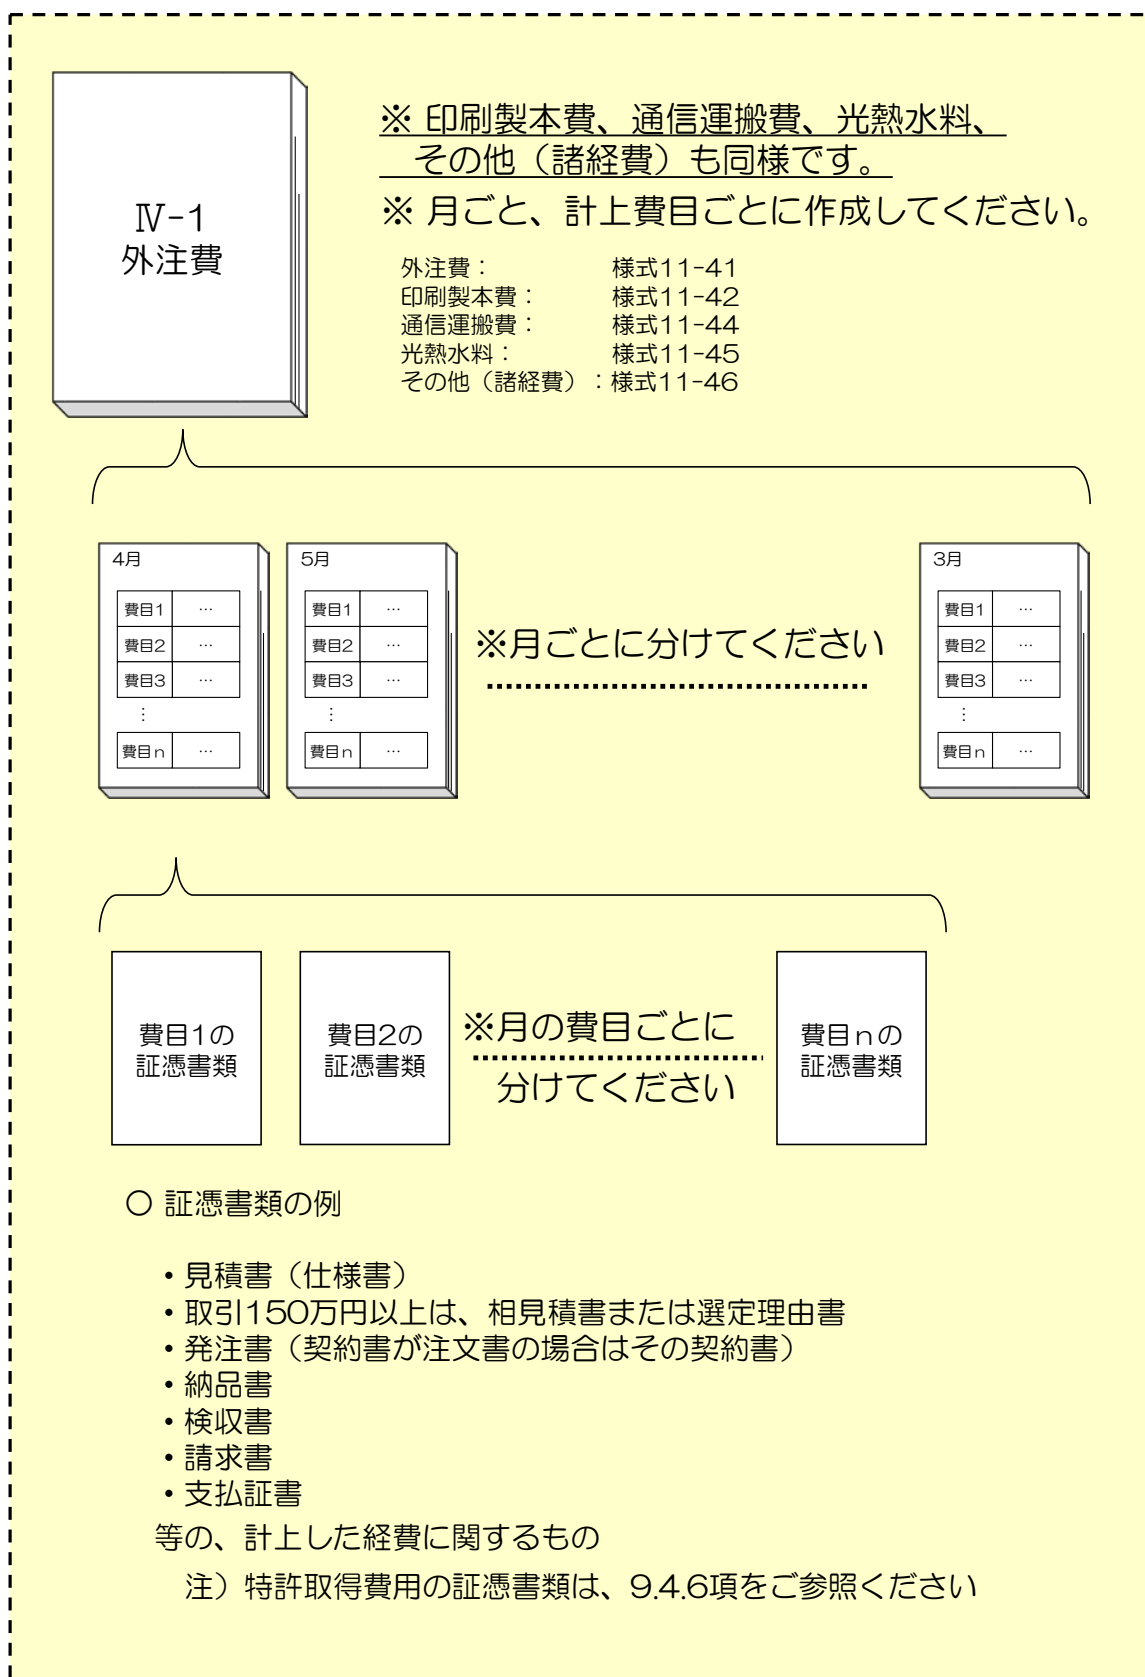 Ⅳ-1
外注費
※ 印刷製本費、通信運搬費、光熱水料、
その他（諸経費）も同様です。
※ 月ごと、計上費目ごとに作成してください。
外注費： 様式11-41
印刷製本費： 様式11-42
通信運搬費： 様式11-44
光熱水料： 様式11-45
その他（諸経費）：様式11-46
4月
費目1 …
費目2 …
費目3 …
⋮
費目n …
5月
費目1 …
費目2 …
費目3 …
⋮
費目n …
※月ごとに分けてください
3月
費目1 …
費目2 …
費目3 …
⋮
費目n …
費目1の
証憑書類
費目2の
証憑書類
※月の費目ごとに
分けてください
費目nの
証憑書類
○ 証憑書類の例
・見積書（仕様書）
・取引150万円以上は、相見積書または選定理由書
・発注書（契約書が注文書の場合はその契約書）
・納品書
・検収書
・請求書
・支払証書
等の、計上した経費に関するもの
注）特許取得費用の証憑書類は、9.4.6項をご参照ください